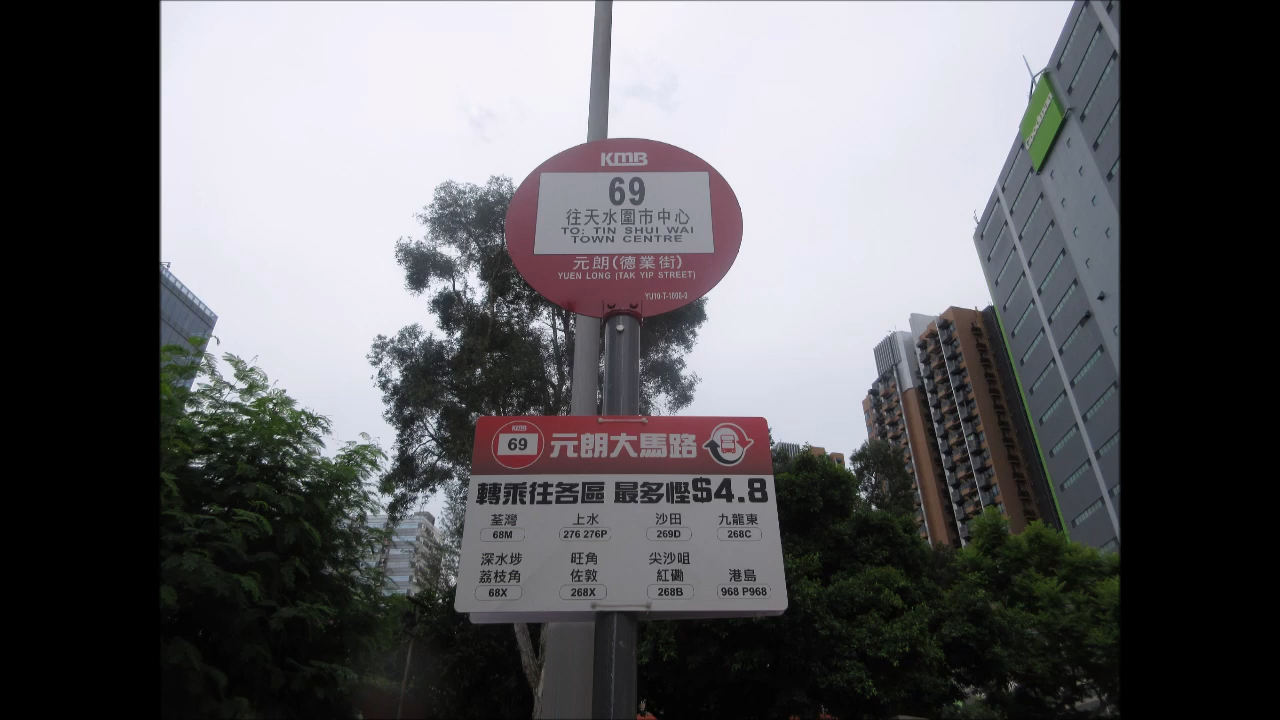 KMB
69
往天水圍市中心
TO: TIN SHUI WAI
TOWN CENTRE
元朗(德業街)
YUEN LONG (TAK YIP STREET)
YU10-T-1000-0
69 元朗大馬路
轉乘往各區 最多慳$4.8
荃灣 上水 沙田 九龍東
68M 276 276P 269D 268C
深水埗 旺角 尖沙咀
荔枝角 佐敦 紅磡 港島
68X 268X 268B 968 P968
Goodman